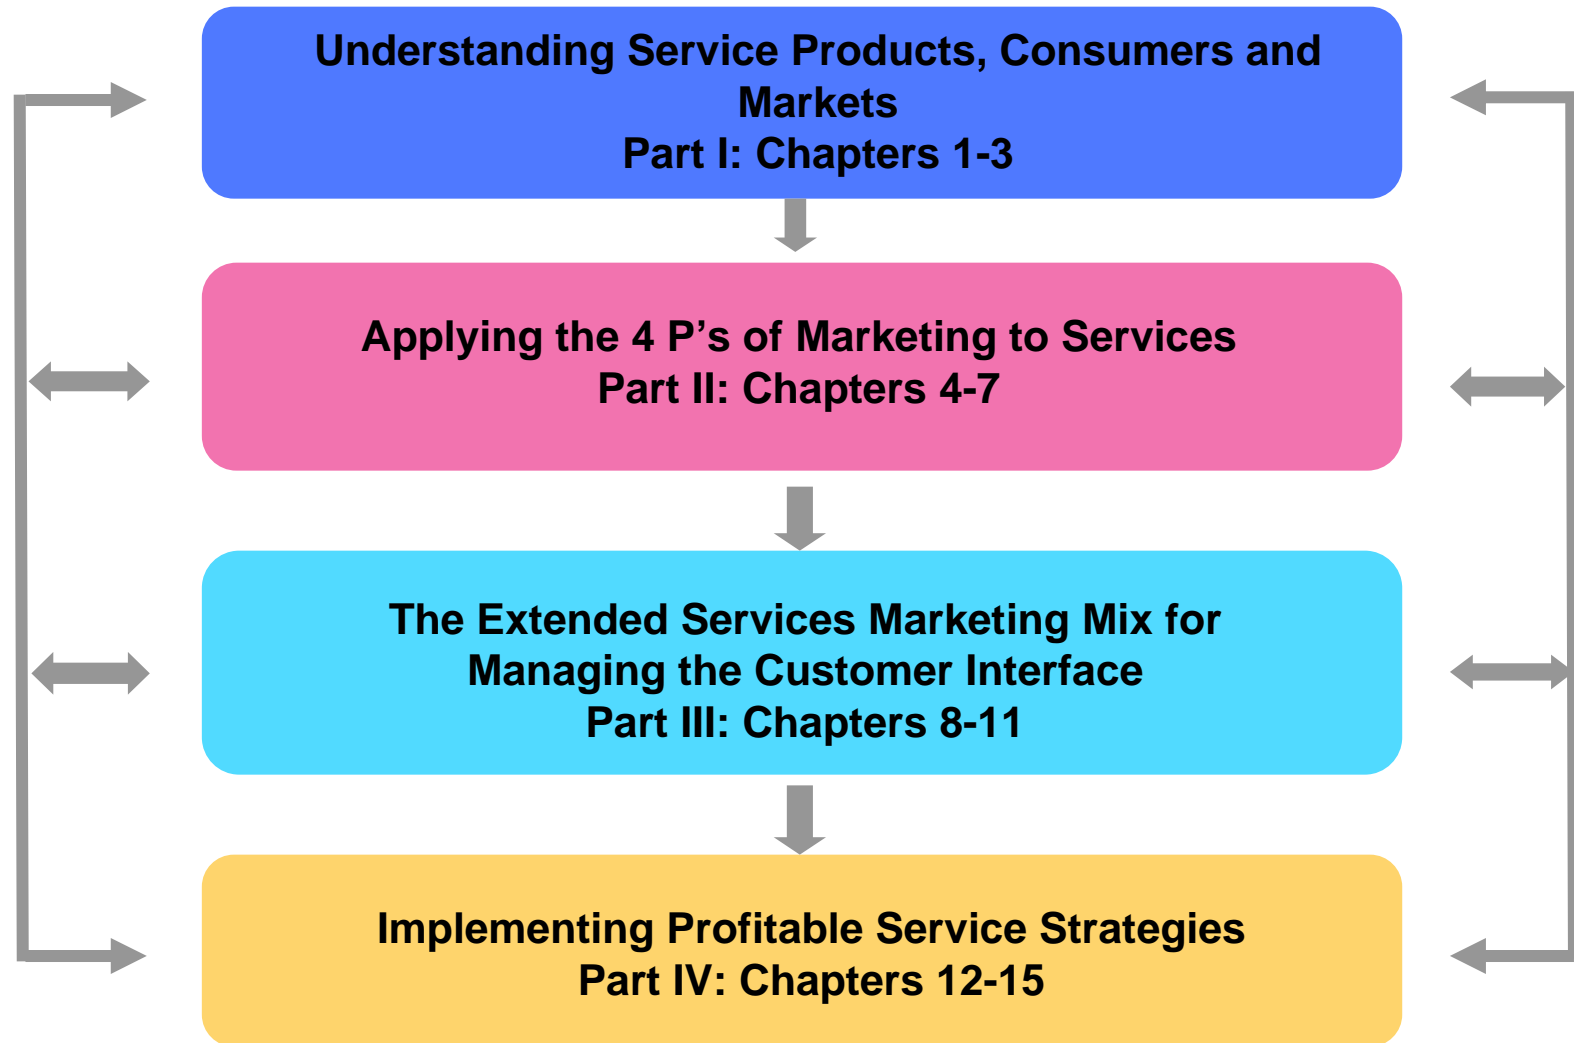 Understanding Service Products, Consumers and
Markets
Part I: Chapters 1-3
Applying the 4 P’s of Marketing to Services
Part II: Chapters 4-7
The Extended Services Marketing Mix for
Managing the Customer Interface
Part III: Chapters 8-11
Implementing Profitable Service Strategies
Part IV: Chapters 12-15